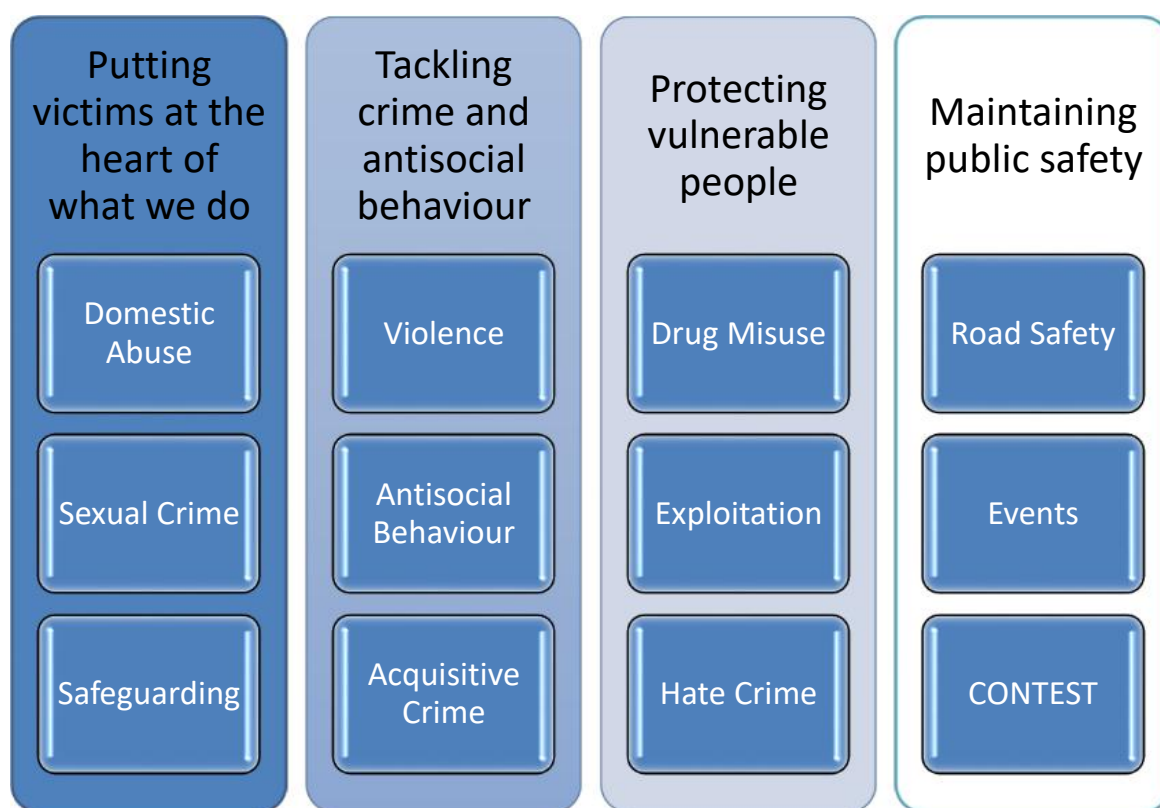 Putting
victims at the
heart of
what we do
Domestic
Abuse
Sexual Crime
Safeguarding
Tackling
crime and
antisocial
behaviour
Violence
Antisocial
Behaviour
Acquisitive
Crime
Protecting
vulnerable
people
Drug Misuse
Exploitation
Hate Crime
Maintaining
public safety
Road Safety
Events
CONTEST